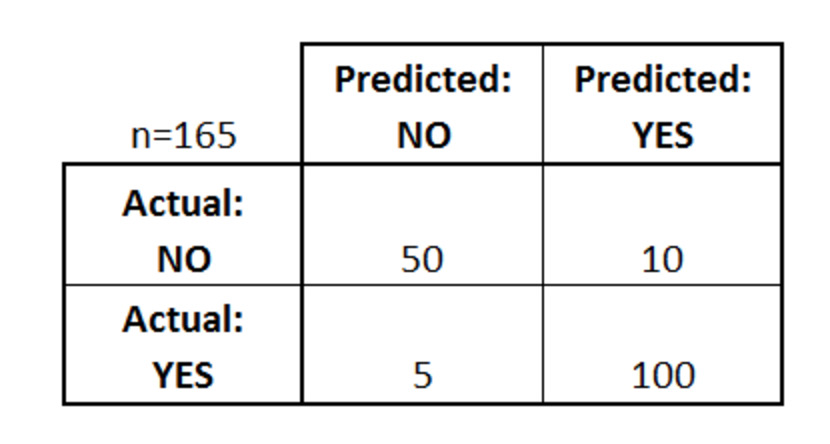 Predicted: Predicted:
n=165 NO YES
Actual:
NO 50 10
Actual:
YES 5 100